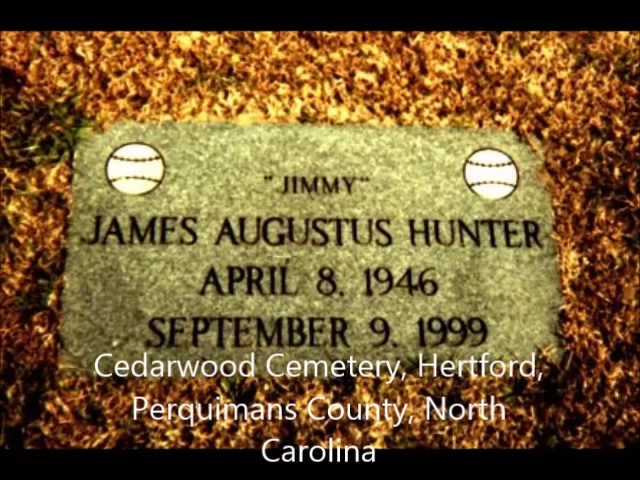 "JIMMY"
JAMES AUGUSTUS HUNTER
APRIL 8, 1946
SEPTEMBER 9, 1999
Cedarwood Cemetery, Hertford,
Perquimans County, North
Carolina